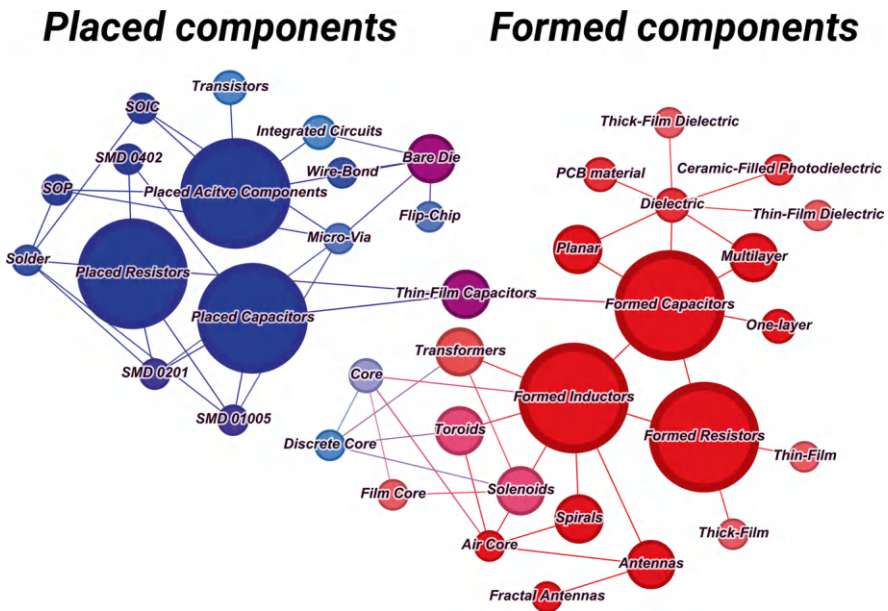 Placed components
Formed components
Transistors
SOIC
Integrated Circuits
Thick-Film Dielectric
SMD 0402
Bare Die
Wire-Bond
PCB material
Ceramic-Filled Photodielectric
SOP
Placed Acitve Components
Dielectric
Thin-Film Dielectric
Flip-Chip
Micro-Via
Solder
Planar
Multilayer
Placed Resistors
Thin-Film Capacitors
Formed Capacitors
Placed Capacitors
One-layer
Transformers
SMD 0201
Core
Formed Inductors
SMD 01005
Toroids
Formed Resistors
Discrete Core
Thin-Film
Film Core
Solenoids
Spirals
Thick-Film
Air Core
Antennas
Fractal Antennas